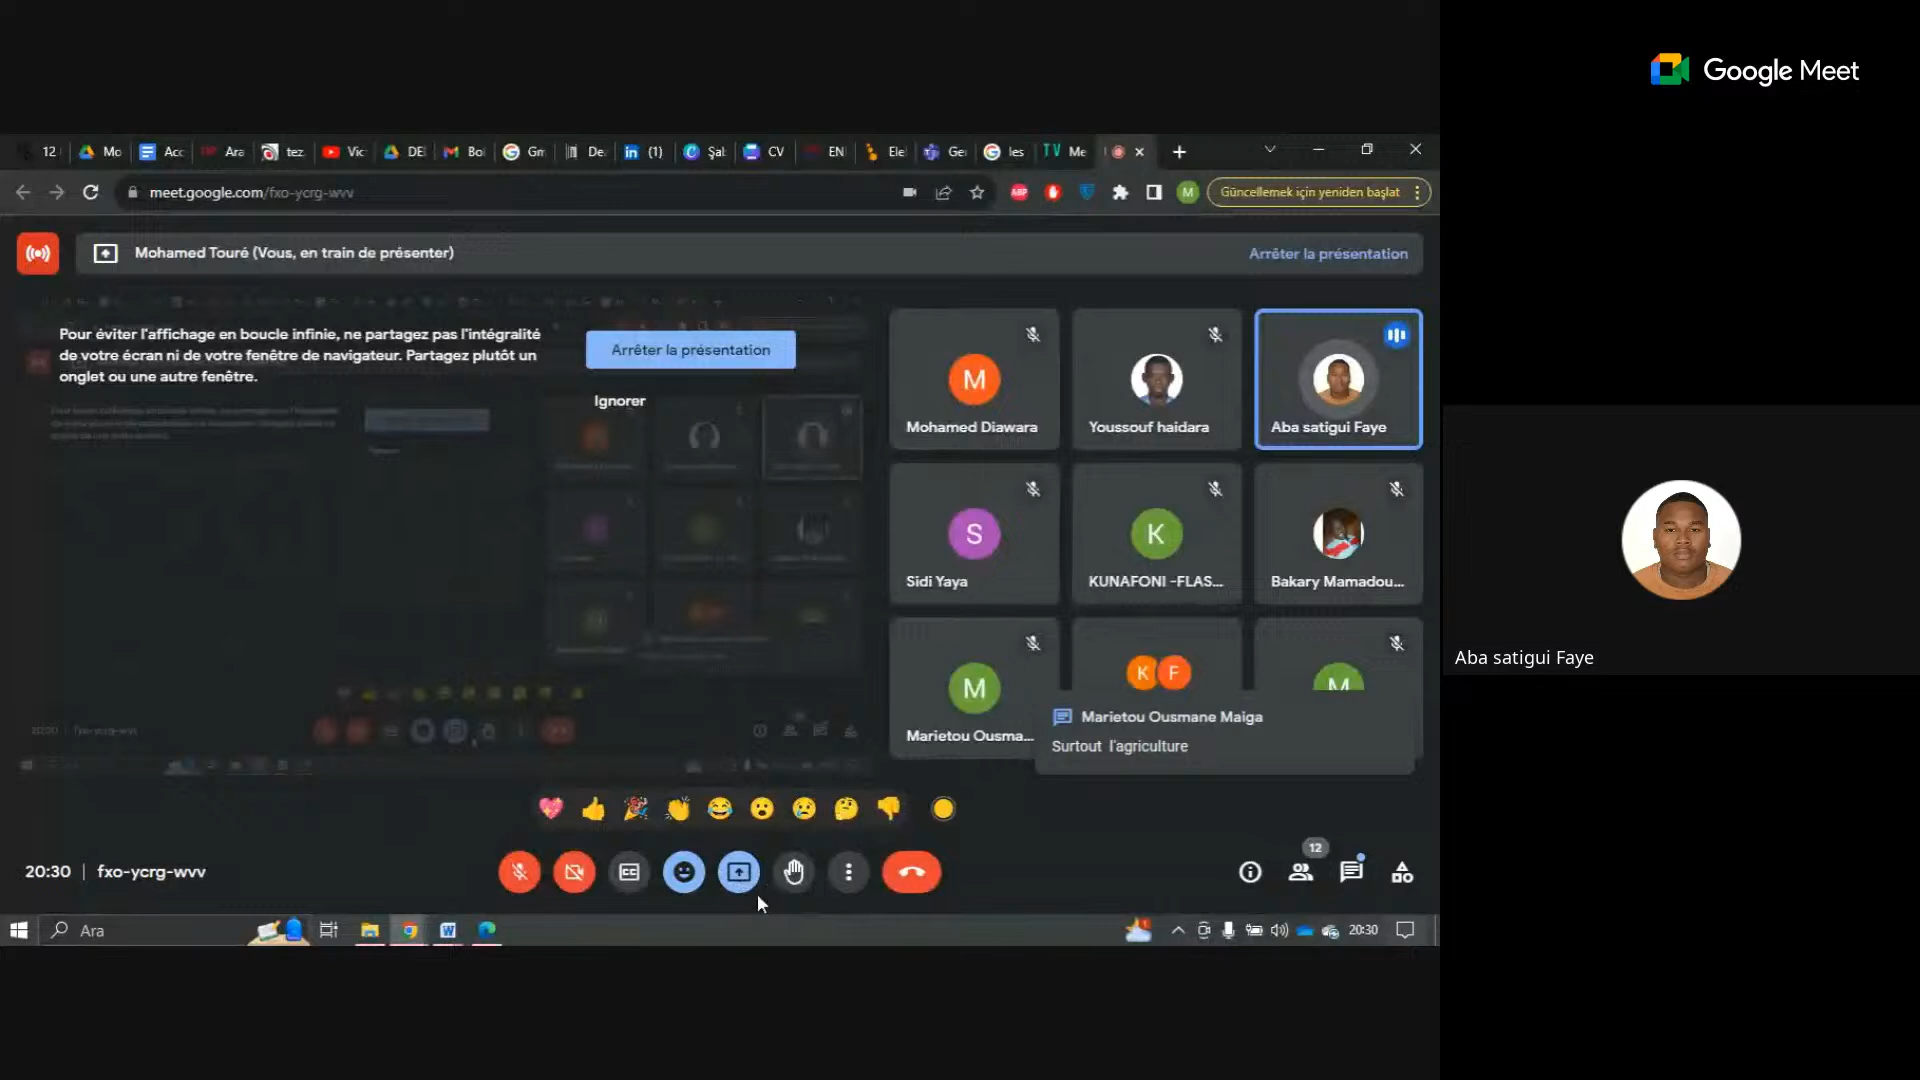 Google Meet
12
Mo
Acc
Ara
tez
Vic
DEI
Bol
Gm
De
(1)
Şal
CV
EN
Ele
Ge
les
TV Me
meet.google.com/fxo-ycrg-wvv
ABP
M
Güncellemek için yeniden başlat
Mohamed Touré (Vous, en train de présenter)
Arrêter la présentation
Pour éviter l'affichage en boucle infinie, ne partagez pas l'intégralité
de votre écran ni de votre fenêtre de navigateur. Partagez plutôt un
onglet ou une autre fenêtre.
Arrêter la présentation
Ignorer
M
Mohamed Diawara
Youssouf haidara
Aba satigui Faye
S
Sidi Yaya
K
KUNAFONI -FLAS...
Bakary Mamadou...
M
Marietou Ousma...
K F
M
Marietou Ousmane Maiga
Surtout l'agriculture
Aba satigui Faye
20:30 | fxo-ycrg-wvv
CC
12
Ara
W
20:30